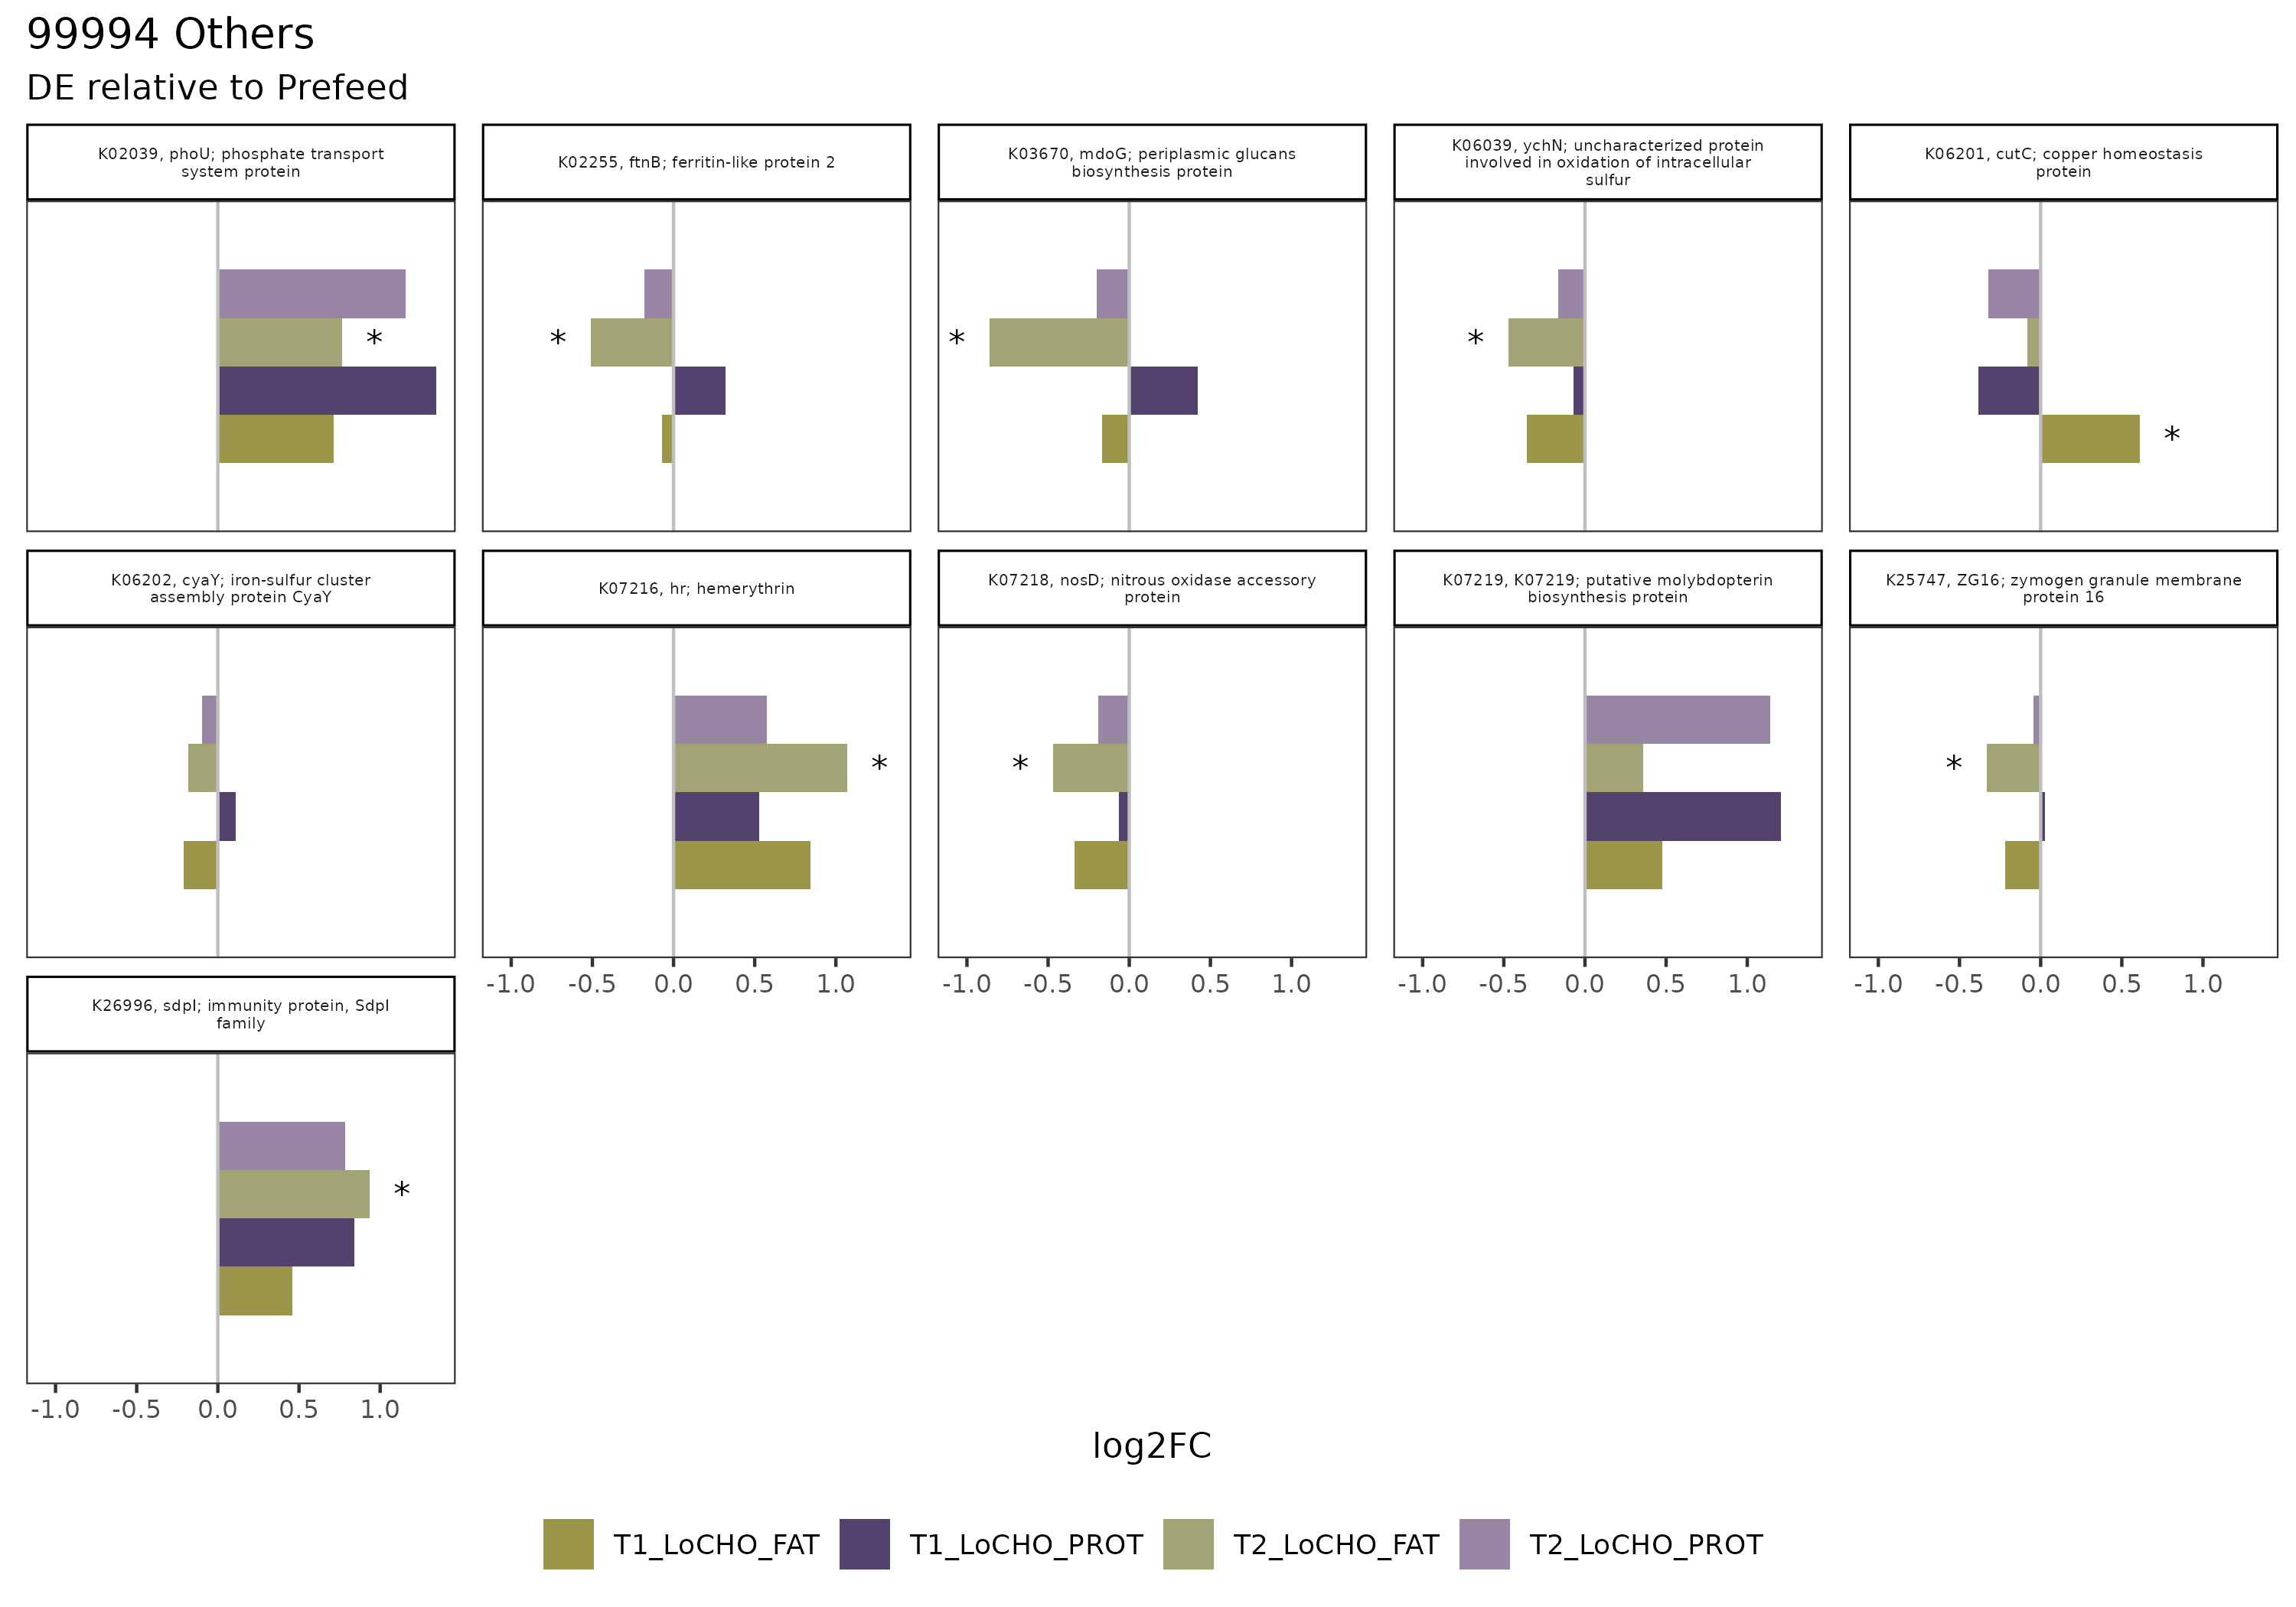 99994 Others
DE relative to Prefeed
K02039, phoU; phosphate transport
system protein
K02255, ftnB; ferritin-like protein 2
K03670, mdoG; periplasmic glucans
biosynthesis protein
K06039, ychN; uncharacterized protein
involved in oxidation of intracellular
sulfur
K06201, cutC; copper homeostasis
protein
*
*
*
*
*
K06202, cyaY; iron-sulfur cluster
assembly protein CyaY
K07216, hr; hemerythrin
K07218, nosD; nitrous oxidase accessory
protein
K07219, K07219; putative molybdopterin
biosynthesis protein
K25747, ZG16; zymogen granule membrane
protein 16
*
*
*
-1.0 -0.5 0.0 0.5 1.0
-1.0 -0.5 0.0 0.5 1.0
-1.0 -0.5 0.0 0.5 1.0
-1.0 -0.5 0.0 0.5 1.0
K26996, sdpI; immunity protein, SdpI
family
*
-1.0 -0.5 0.0 0.5 1.0
log2FC
T1_LoCHO_FAT T1_LoCHO_PROT T2_LoCHO_FAT T2_LoCHO_PROT